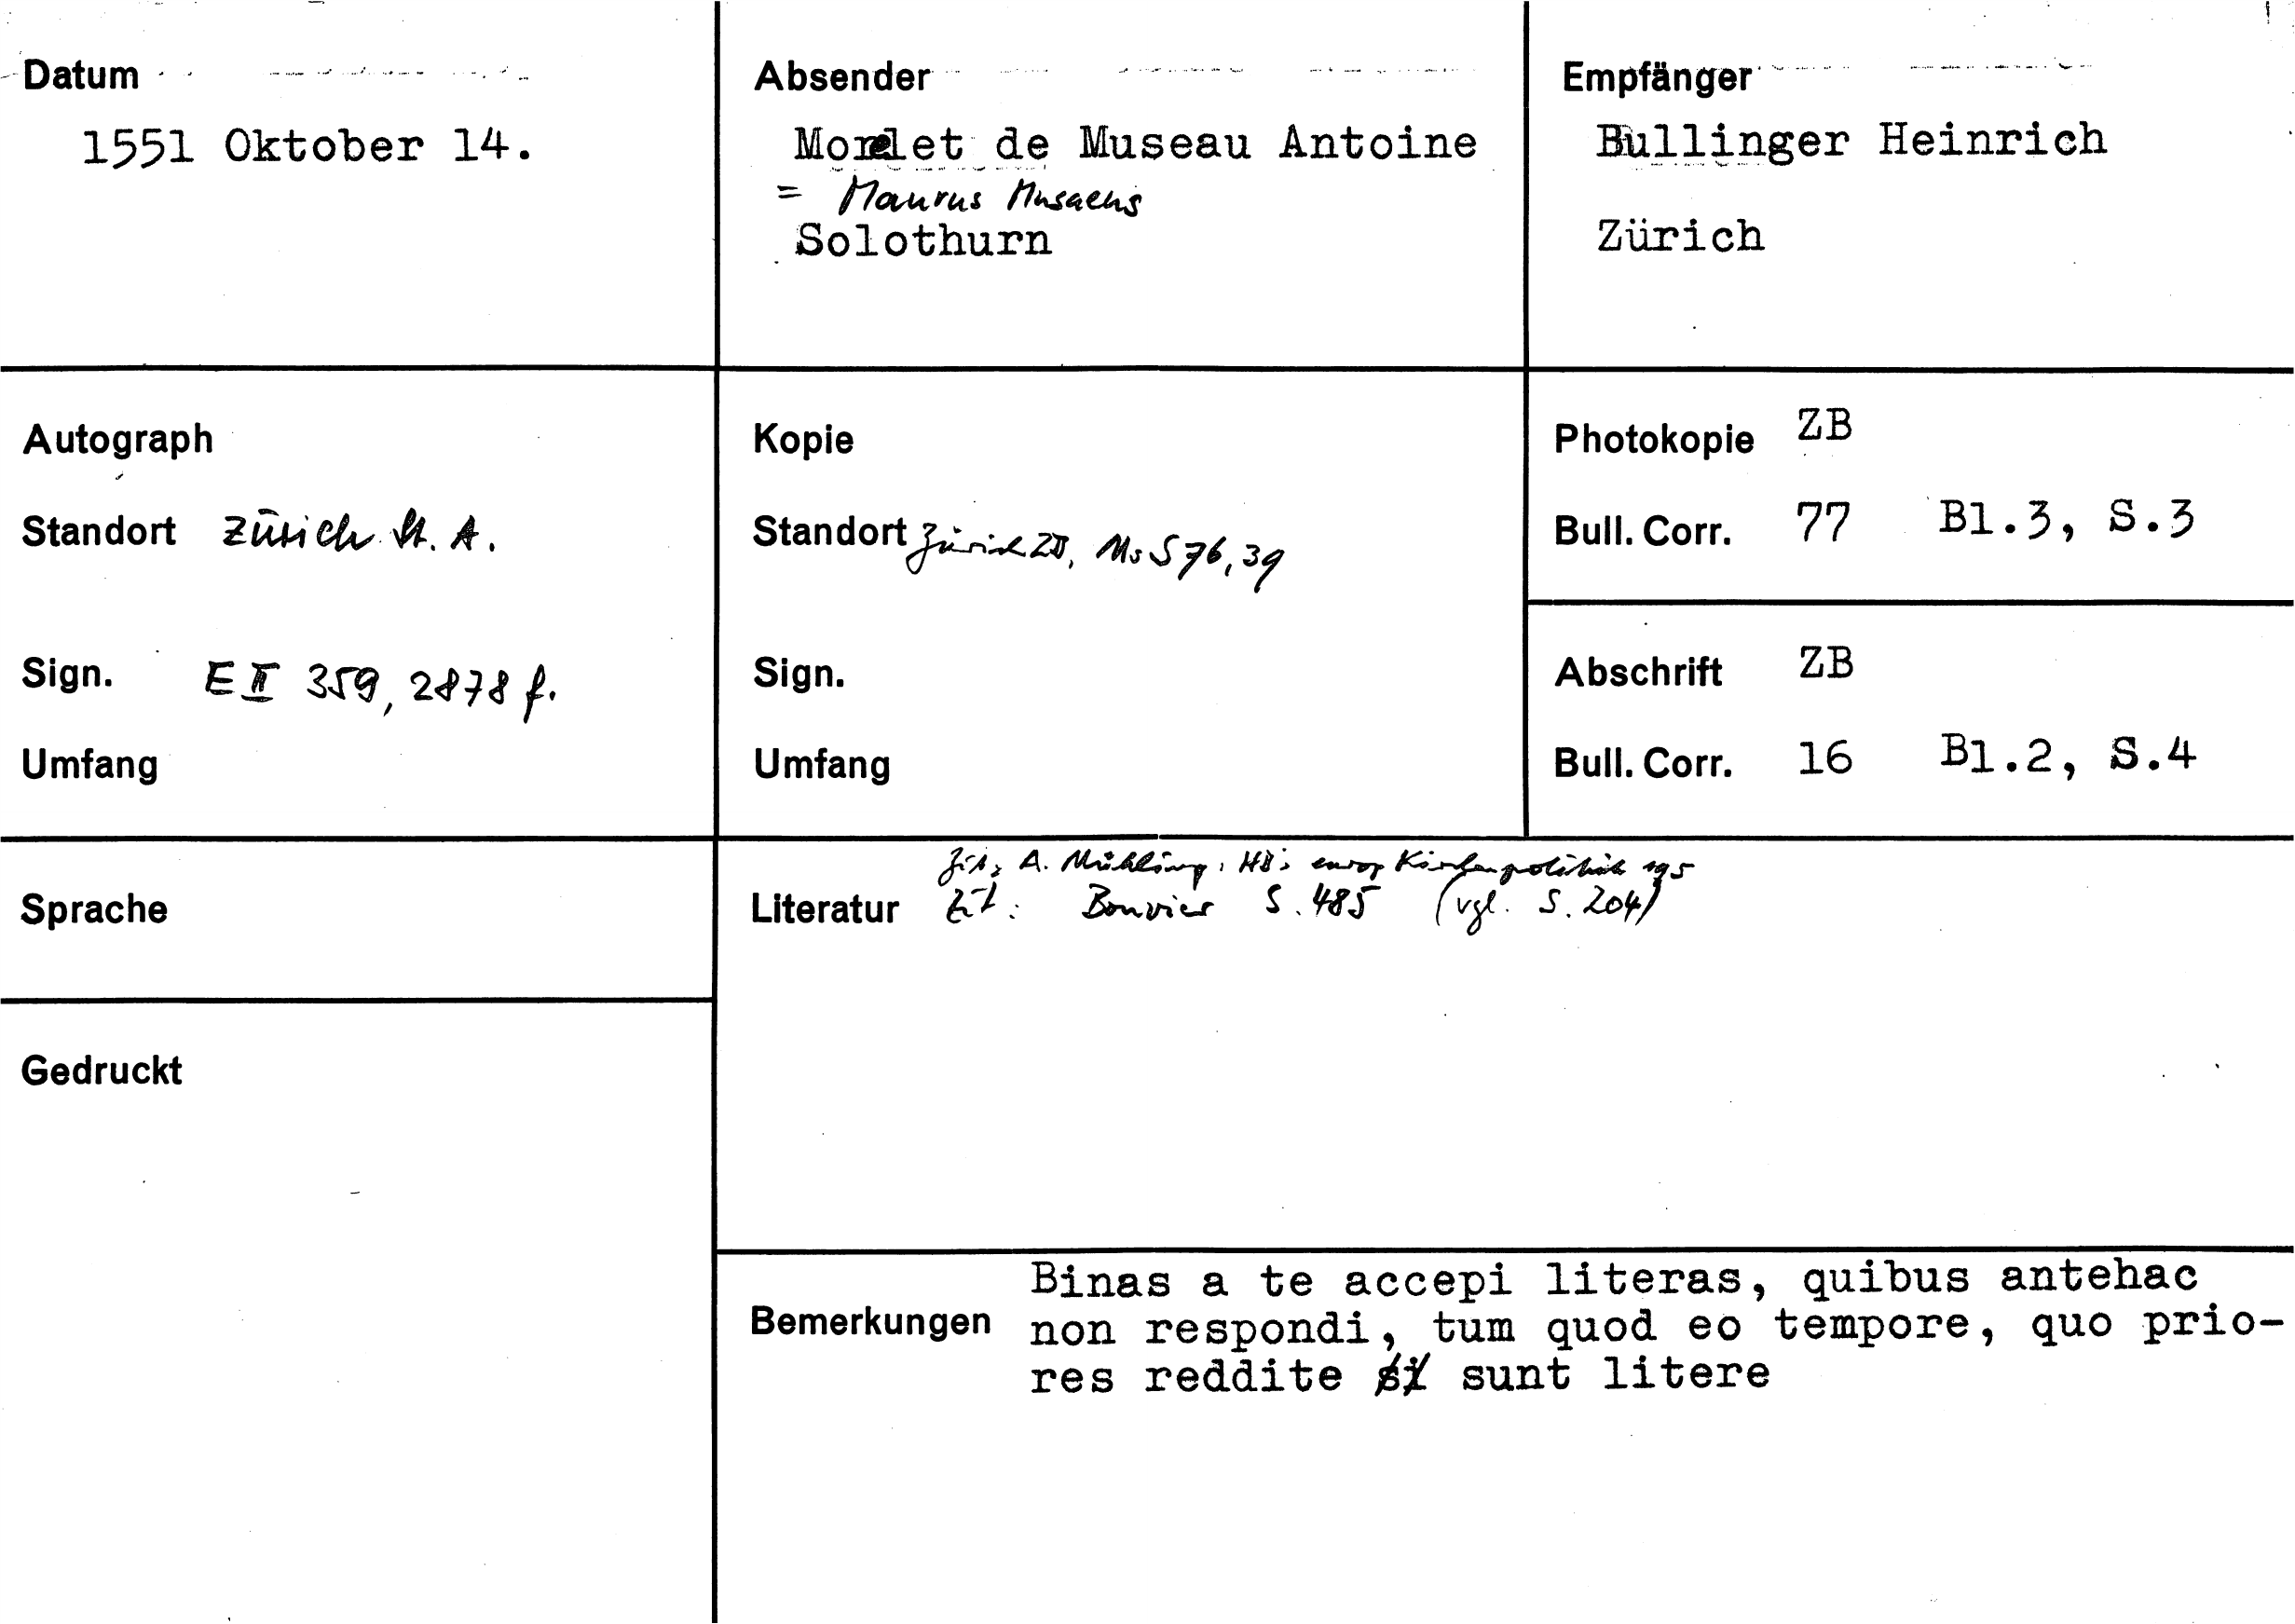 Datum
1551 Oktober 14.
Absender
Morelet de Museau Antoine
= Maurus Musaeus
Solothurn
Empfänger
Bullinger Heinrich
Zürich
Autograph
Standort Zürich St. A.
Sign. E II 359, 2878 f.
Umfang
Kopie
Standort Zürich ZB, Ms S 76, 39
Sign.
Umfang
Photokopie ZB
Bull. Corr. 77 Bl.3, S.3
Abschrift ZB
Bull. Corr. 16 Bl.2, S.4
Sprache
Gedruckt
Zit: A. Mühling, HBs europ Kirchenpolitik 195
Literatur Zit: Bouvier S. 485 (vgl. S. 204)
Binas a te accepi literas, quibus antehac
Bemerkungen non respondi, tum quod eo tempore, quo prio-
res reddite si sunt litere